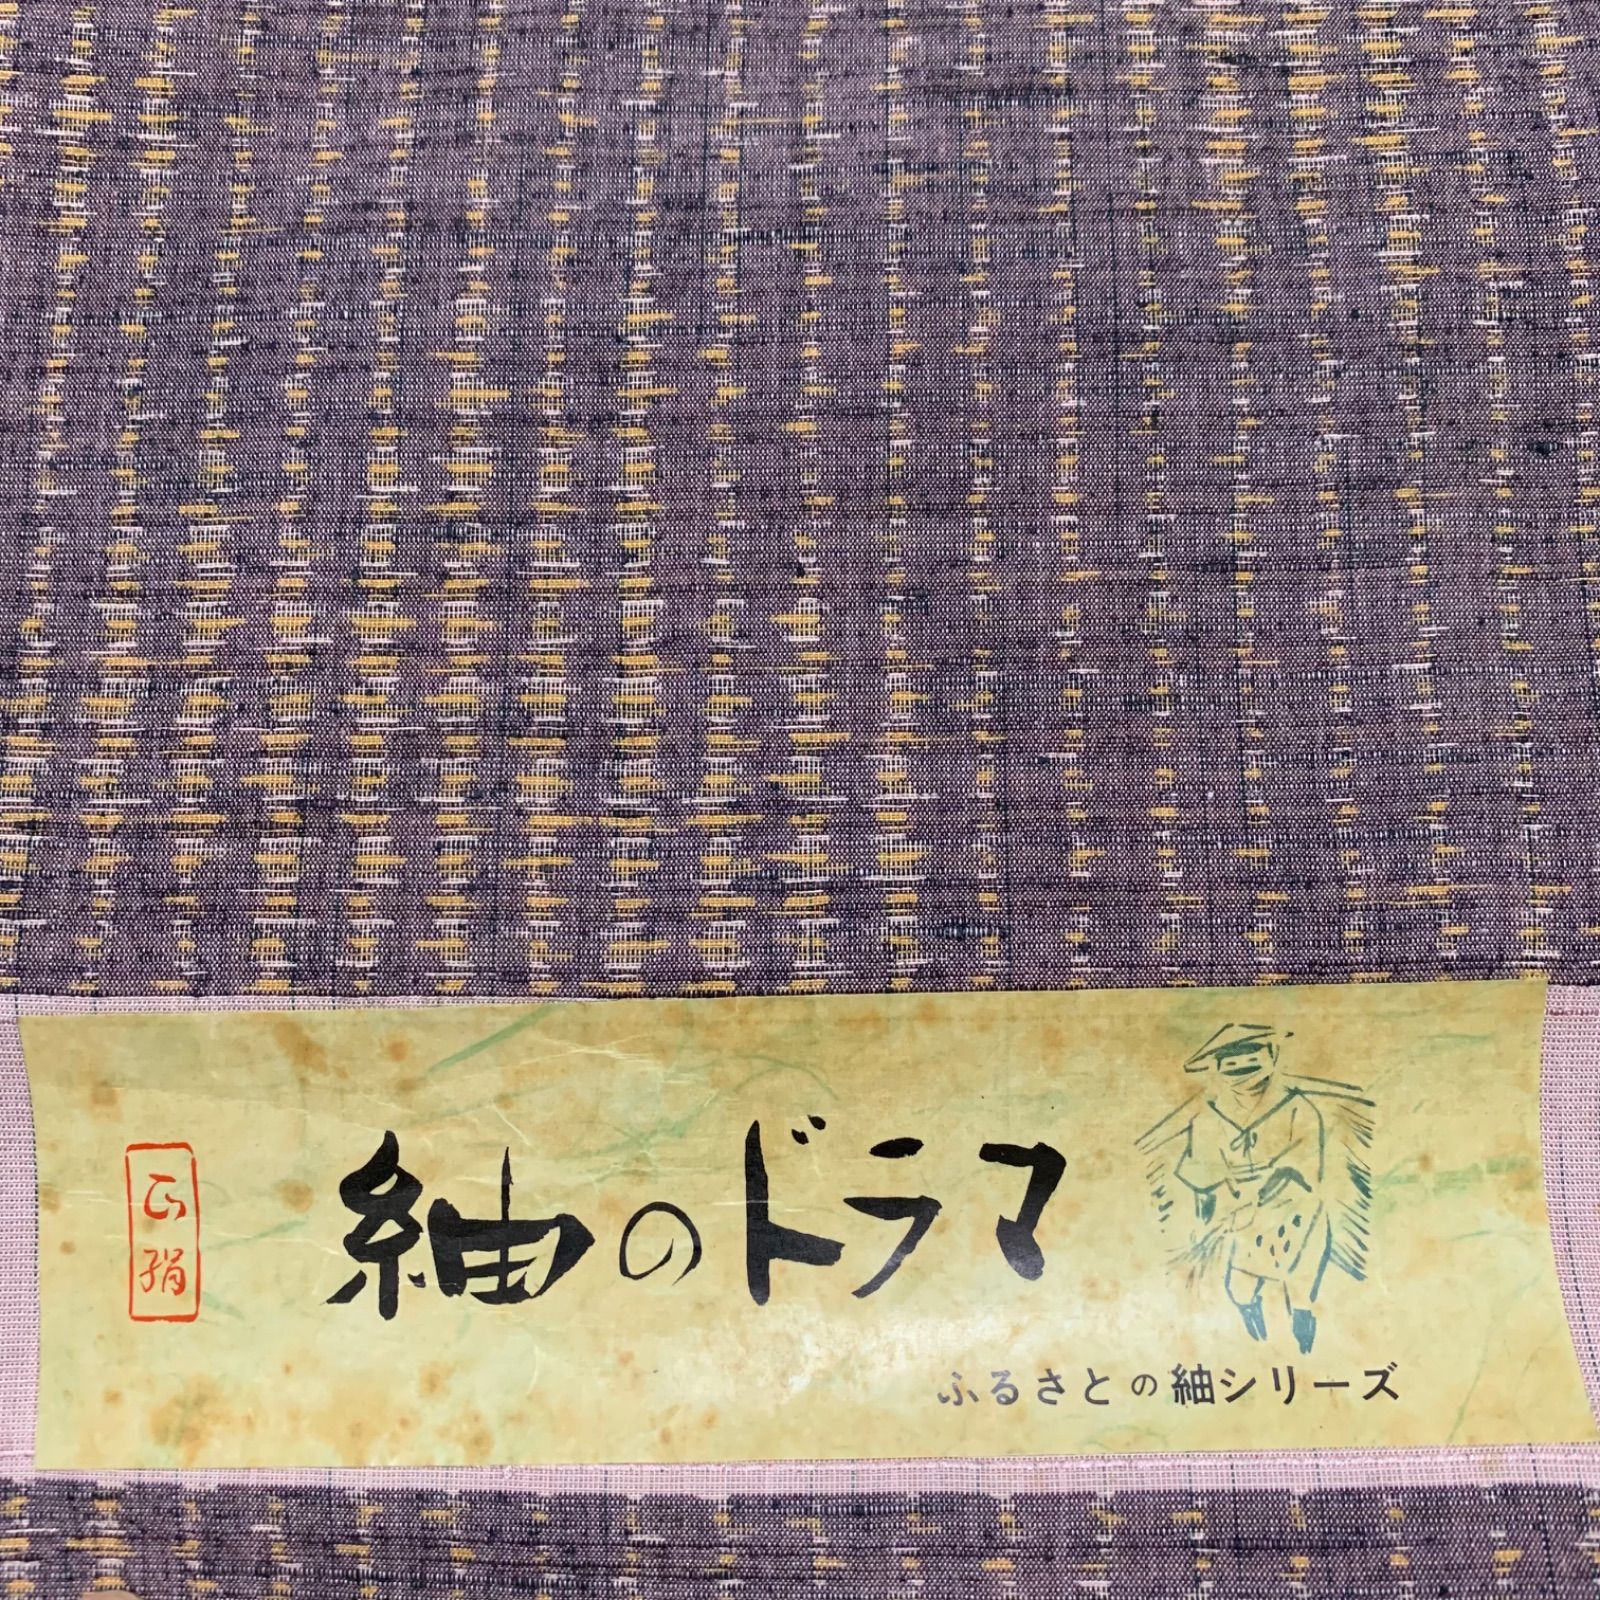 正絹
紬のドラマ
ふるさとの紬シリーズ